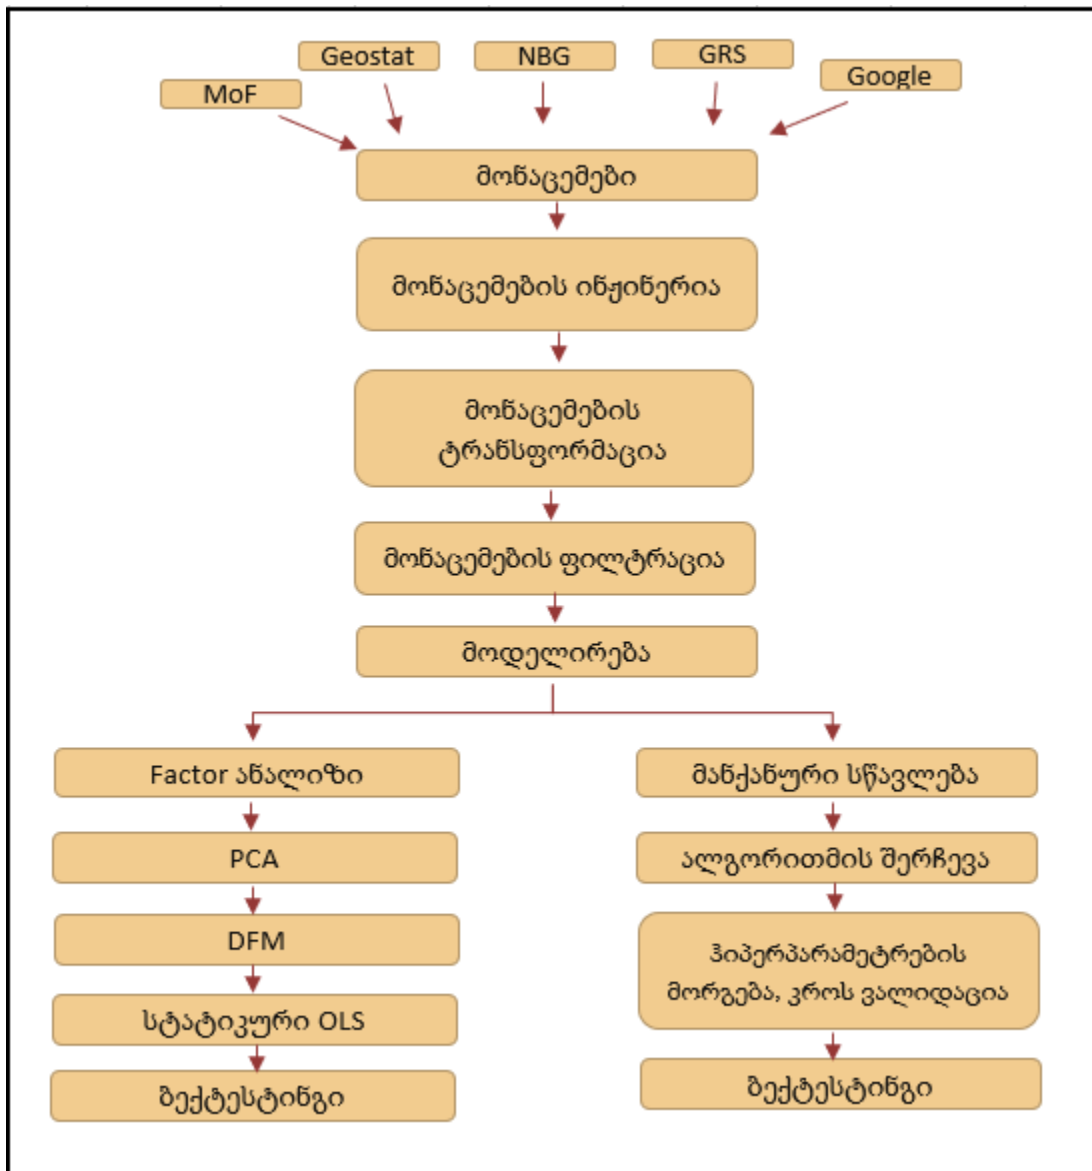 MoF
Geostat
NBG
GRS
Google
მონაცემები
მონაცემების ინჟინერია
მონაცემების
ტრანსფორმაცია
მონაცემების ფილტრაცია
მოდელირება
Factor ანალიზი
PCA
DFM
სტატიკური OLS
ბექტესტინგი
მანქანური სწავლება
ალგორითმის შერჩევა
ჰიპერპარამეტრების
მორგება, კროს ვალიდაცია
ბექტესტინგი